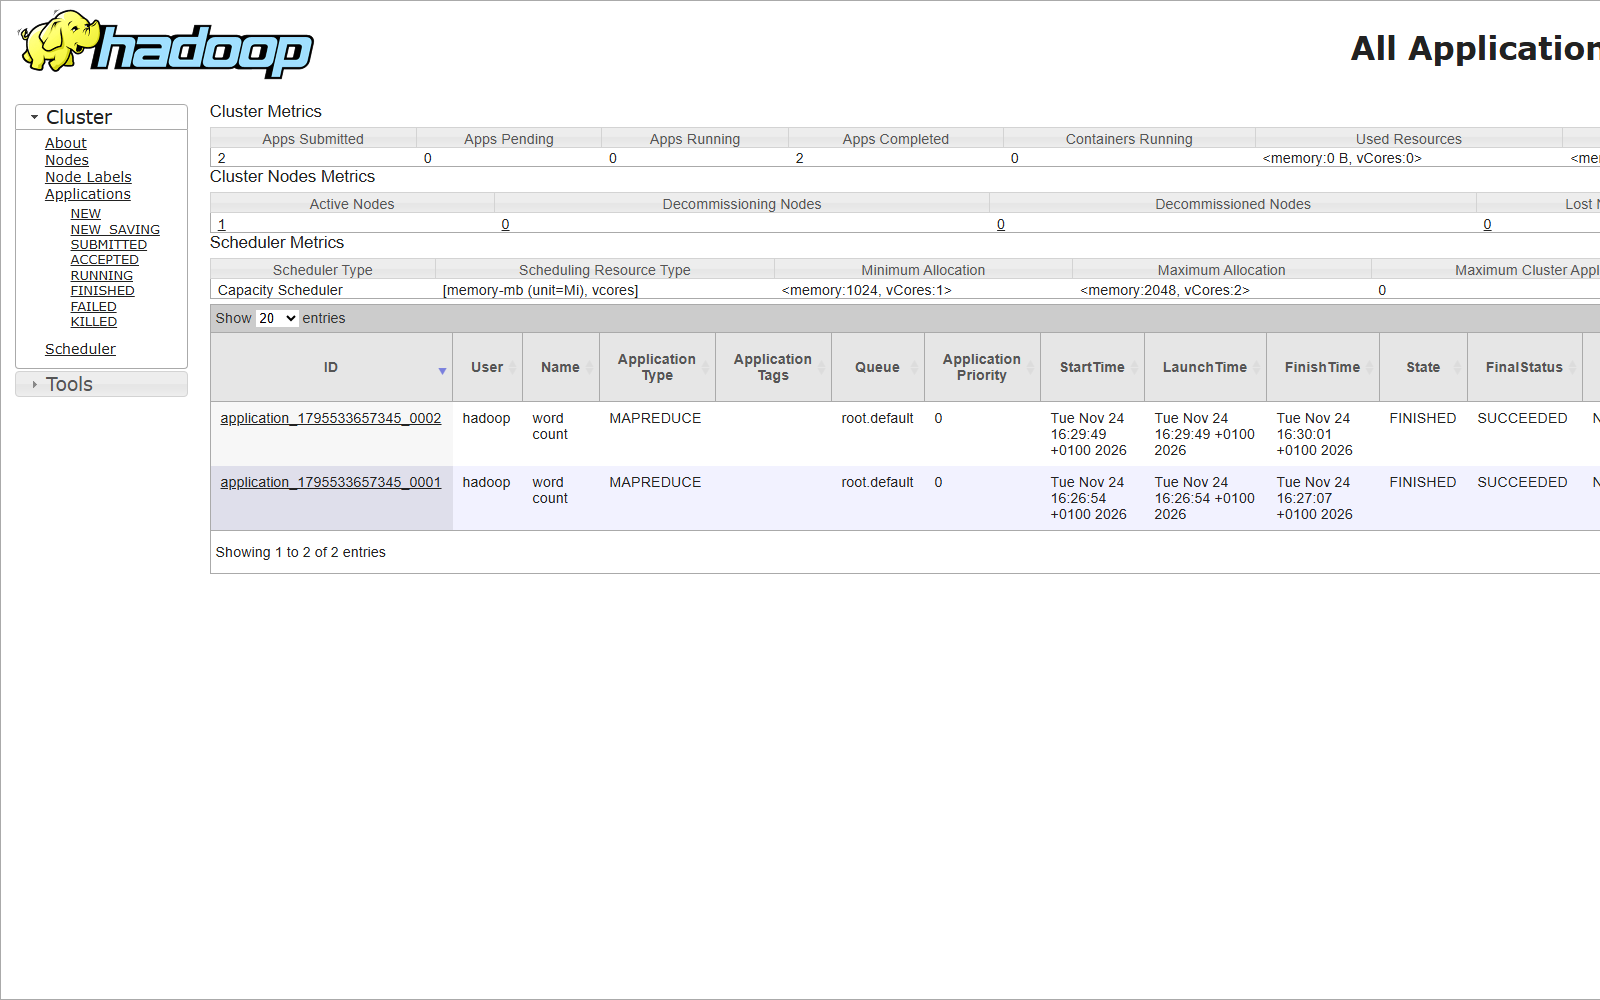 hadoop
All Application
Cluster
About
Nodes
Node Labels
Applications
NEW
NEW_SAVING
SUBMITTED
ACCEPTED
RUNNING
FINISHED
FAILED
KILLED
Scheduler
Tools
Cluster Metrics
Apps Submitted Apps Pending Apps Running Apps Completed Containers Running Used Resources
2 0 0 2 0 <memory:0 B, vCores:0> <me
Cluster Nodes Metrics
Active Nodes Decommissioning Nodes Decommissioned Nodes Lost
1 0 0 0
Scheduler Metrics
Scheduler Type Scheduling Resource Type Minimum Allocation Maximum Allocation Maximum Cluster Appl
Capacity Scheduler [memory-mb (unit=Mi), vcores] <memory:1024, vCores:1> <memory:2048, vCores:2> 0
Show 20 entries
ID User Name Application Type Application Tags Queue Application Priority StartTime LaunchTime FinishTime State FinalStatus
application_1795533657345_0002 hadoop word count MAPREDUCE root.default 0 Tue Nov 24 16:29:49 +0100 2026 Tue Nov 24 16:29:49 +0100 2026 Tue Nov 24 16:30:01 +0100 2026 FINISHED SUCCEEDED N
application_1795533657345_0001 hadoop word count MAPREDUCE root.default 0 Tue Nov 24 16:26:54 +0100 2026 Tue Nov 24 16:26:54 +0100 2026 Tue Nov 24 16:27:07 +0100 2026 FINISHED SUCCEEDED N
Showing 1 to 2 of 2 entries